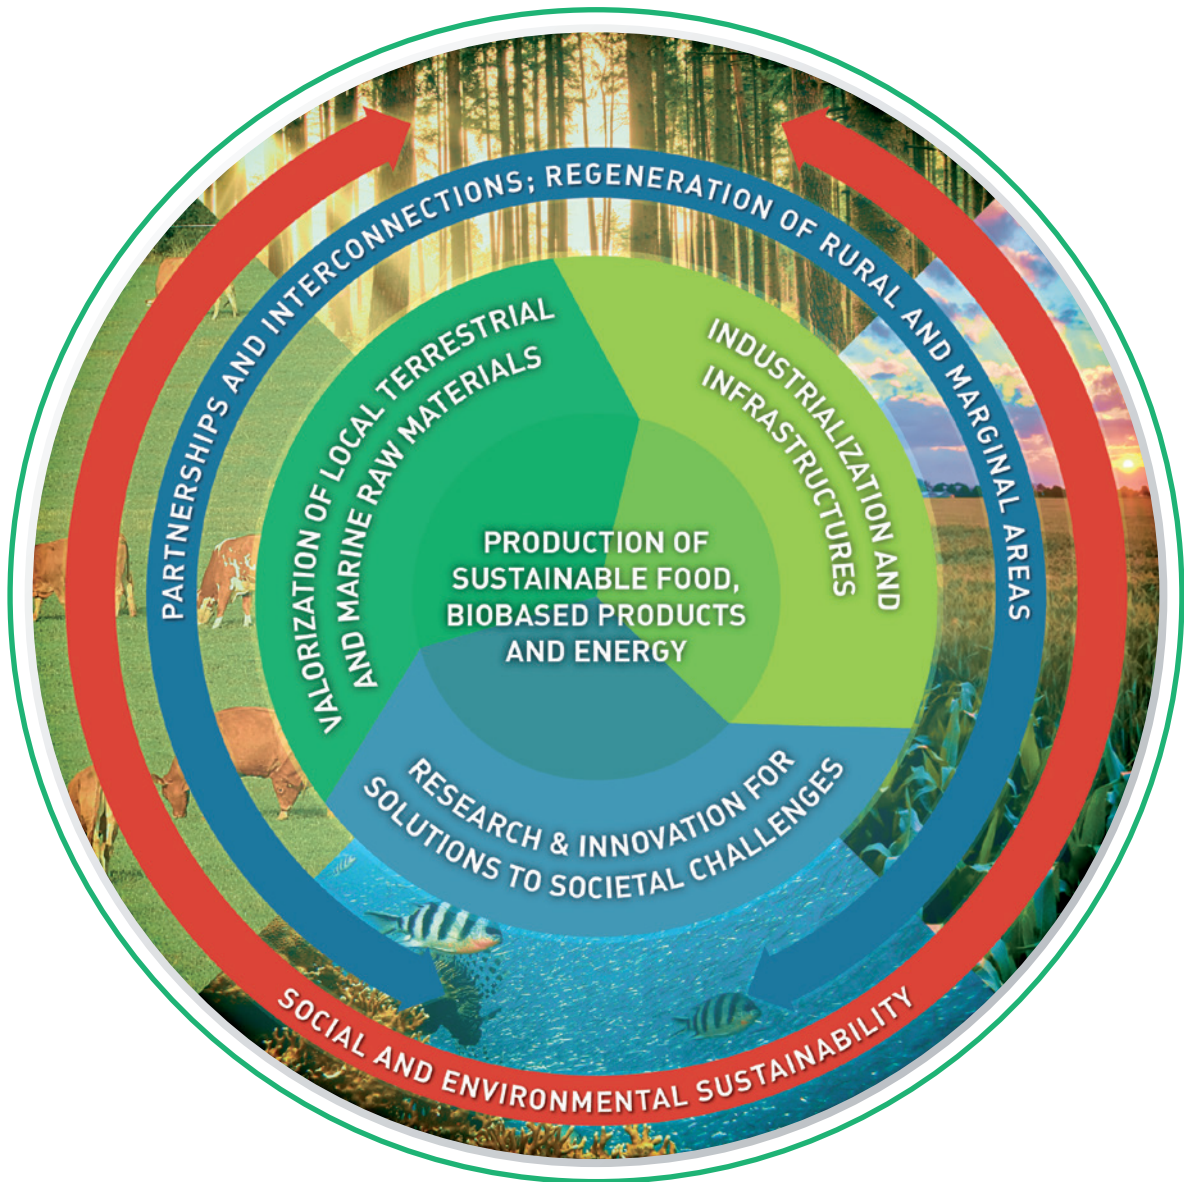 PARTNERSHIPS AND INTERCONNECTIONS; REGENERATION OF RURAL AND MARGINAL AREAS
VALORIZATION OF LOCAL TERRESTRIAL
AND MARINE RAW MATERIALS
INDUSTRIALIZATION AND
INFRASTRUCTURES
PRODUCTION OF
SUSTAINABLE FOOD,
BIOBASED PRODUCTS
AND ENERGY
RESEARCH & INNOVATION FOR
SOLUTIONS TO SOCIETAL CHALLENGES
SOCIAL AND ENVIRONMENTAL SUSTAINABILITY